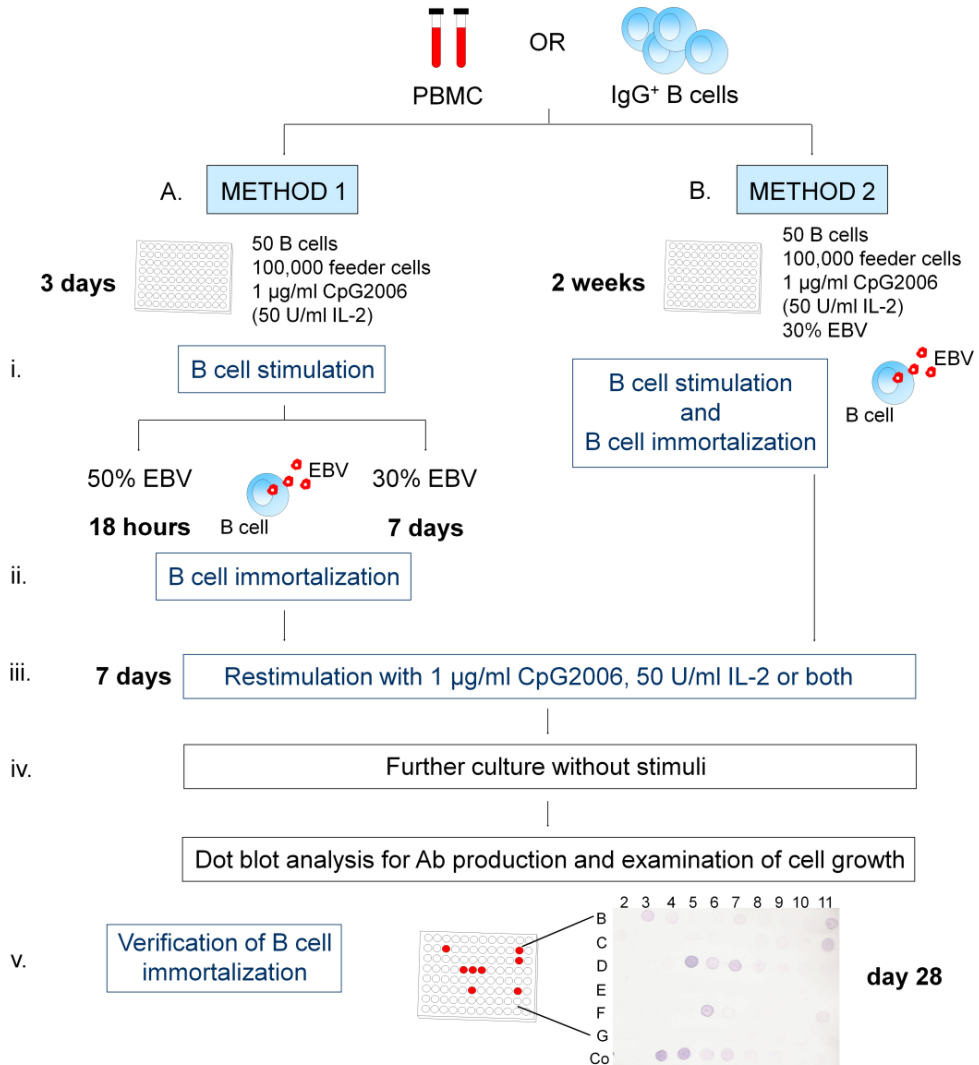 OR
PBMC
IgG⁺ B cells
A.
METHOD 1
B.
METHOD 2
3 days
50 B cells
100,000 feeder cells
1 µg/ml CpG2006
(50 U/ml IL-2)
2 weeks
50 B cells
100,000 feeder cells
1 µg/ml CpG2006
(50 U/ml IL-2)
30% EBV
i.
B cell stimulation
B cell stimulation
and
B cell immortalization
EBV
B cell
50% EBV
18 hours
EBV
B cell
30% EBV
7 days
ii.
B cell immortalization
iii.
7 days
Restimulation with 1 µg/ml CpG2006, 50 U/ml IL-2 or both
iv.
Further culture without stimuli
Dot blot analysis for Ab production and examination of cell growth
v.
Verification of B cell
immortalization
2 3 4 5 6 7 8 9 10 11
B
C
D
E
F
G
Co
day 28